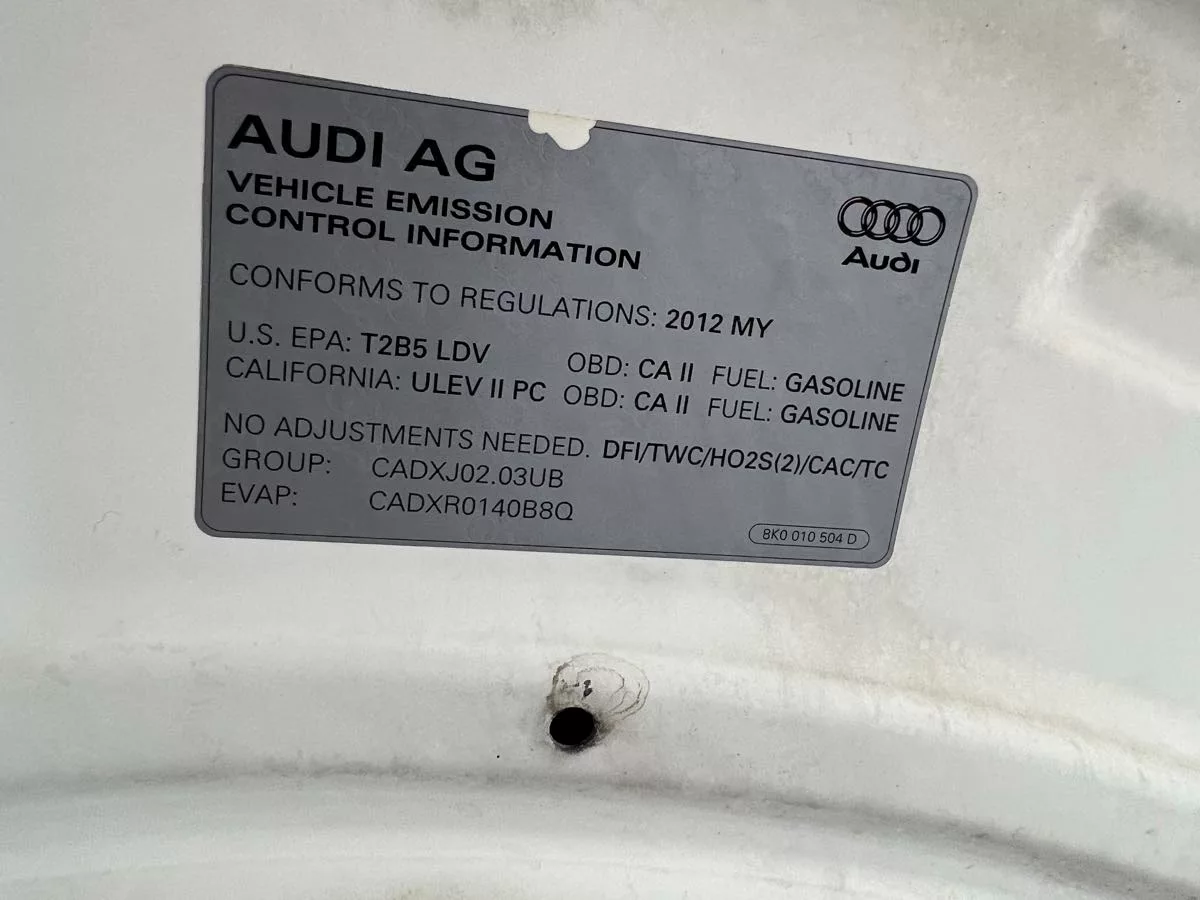 AUDI AG
VEHICLE EMISSION
CONTROL INFORMATION
Audi
CONFORMS TO REGULATIONS: 2012 MY
U.S. EPA: T2B5 LDV OBD: CA II FUEL: GASOLINE
CALIFORNIA: ULEV II PC OBD: CA II FUEL: GASOLINE
NO ADJUSTMENTS NEEDED. DFI/TWC/HO2S(2)/CAC/TC
GROUP: CADXJ02.03UB
EVAP: CADXR0140B8Q
8K0 010 504 D